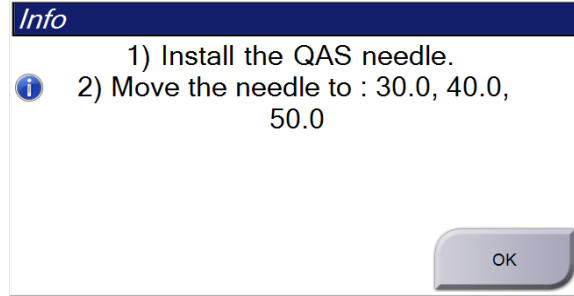 Info
1) Install the QAS needle.
2) Move the needle to : 30.0, 40.0,
50.0
OK